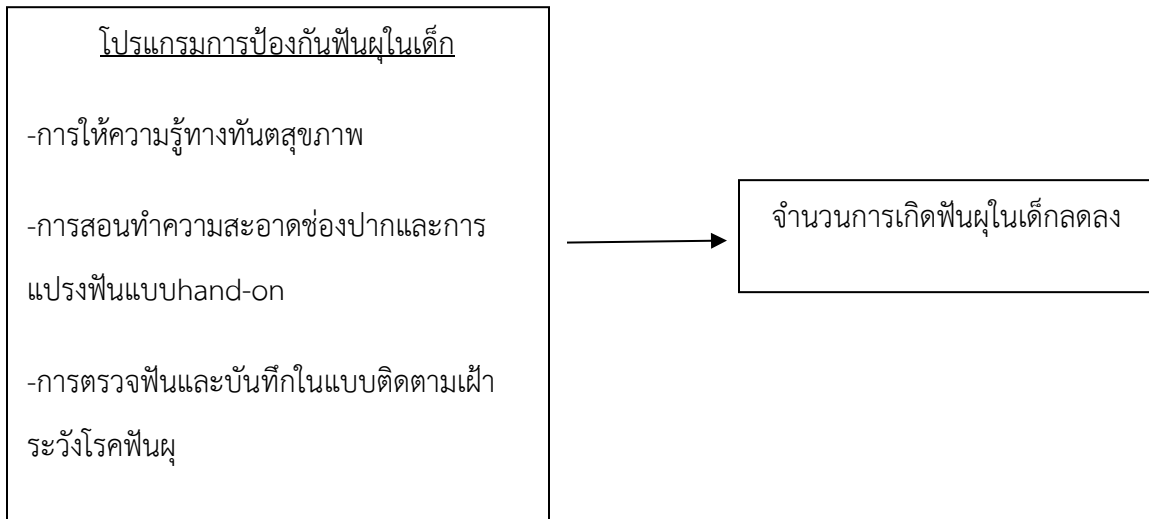 โปรแกรมการป้องกันฟันผุในเด็ก
-การให้ความรู้ทางทันตสุขภาพ
-การสอนทำความสะอาดช่องปากและการ
แปรงฟันแบบhand-on
-การตรวจฟันและบันทึกในแบบติดตามเฝ้า
ระวังโรคฟันผุ
จำนวนการเกิดฟันผุในเด็กลดลง